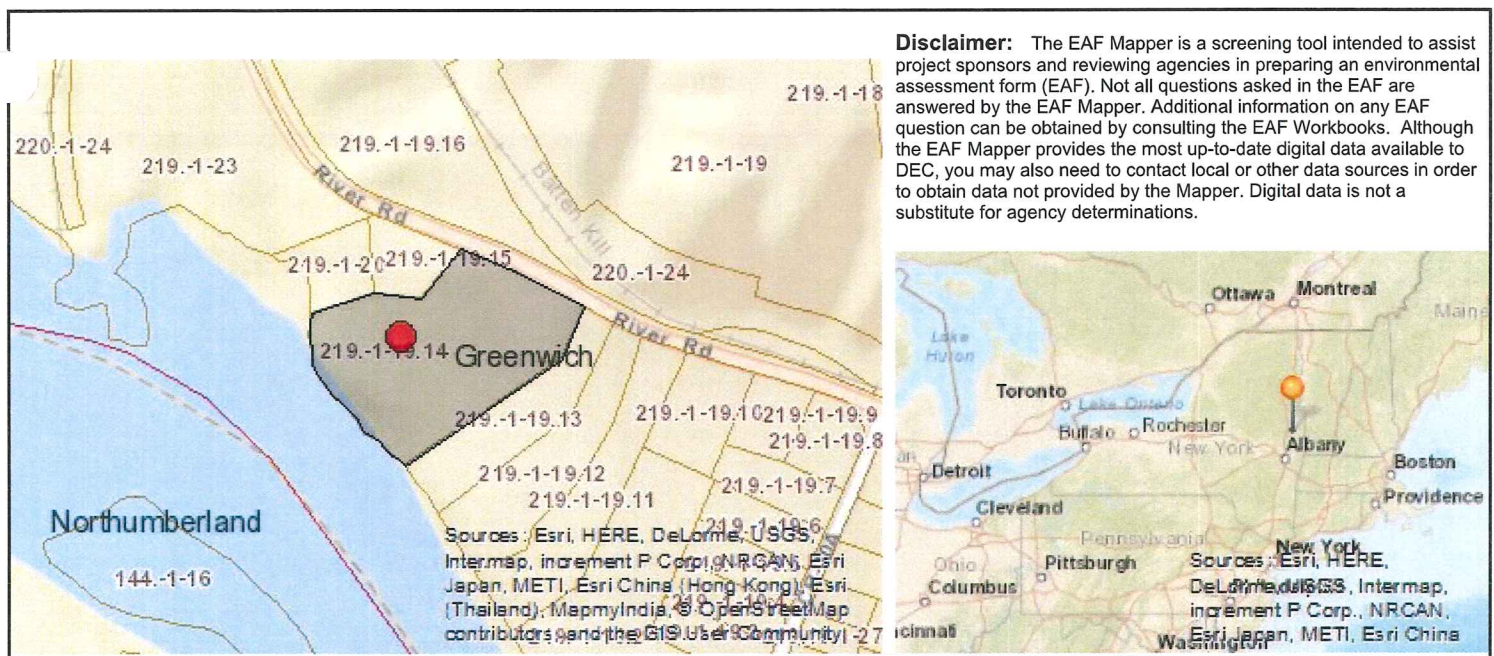 Disclaimer: The EAF Mapper is a screening tool intended to assist
project sponsors and reviewing agencies in preparing an environmental
assessment form (EAF). Not all questions asked in the EAF are
answered by the EAF Mapper. Additional information on any EAF
question can be obtained by consulting the EAF Workbooks. Although
the EAF Mapper provides the most up-to-date digital data available to
DEC, you may also need to contact local or other data sources in order
to obtain data not provided by the Mapper. Digital data is not a
substitute for agency determinations.
219.-1-18
220.-1-24
219.-1-23
219.-1-19.16
219.-1-19
River Rd
Batten Kill
219.-1-20
219.-1-19.15
220.-1-24
219.-1-19.14
Greenwich
River Rd
219.-1-19.13
219.-1-19.10
219.-1-19.9
219.-1-19.8
219.-1-19.12
219.-1-19.7
219.-1-19.11
219.-1-19.6
Northumberland
144.-1-16
Sources: Esri, HERE, DeLorme, USGS,
Intermap, increment P Corp., NRCAN, Esri
Japan, METI, Esri China (Hong Kong), Esri
(Thailand), MapmyIndia, © OpenStreetMap
contributors, and the GIS User Community
Ottawa
Montreal
Maine
Lake
Huron
Toronto
Lake Ontario
Buffalo
Rochester
New York
Albany
Detroit
Boston
Providence
Cleveland
Pennsylvania
New York
Ohio
Pittsburgh
Columbus
cinnati
Washington
Sources: Esri, HERE,
DeLorme, USGS, Intermap,
increment P Corp., NRCAN,
Esri Japan, METI, Esri China